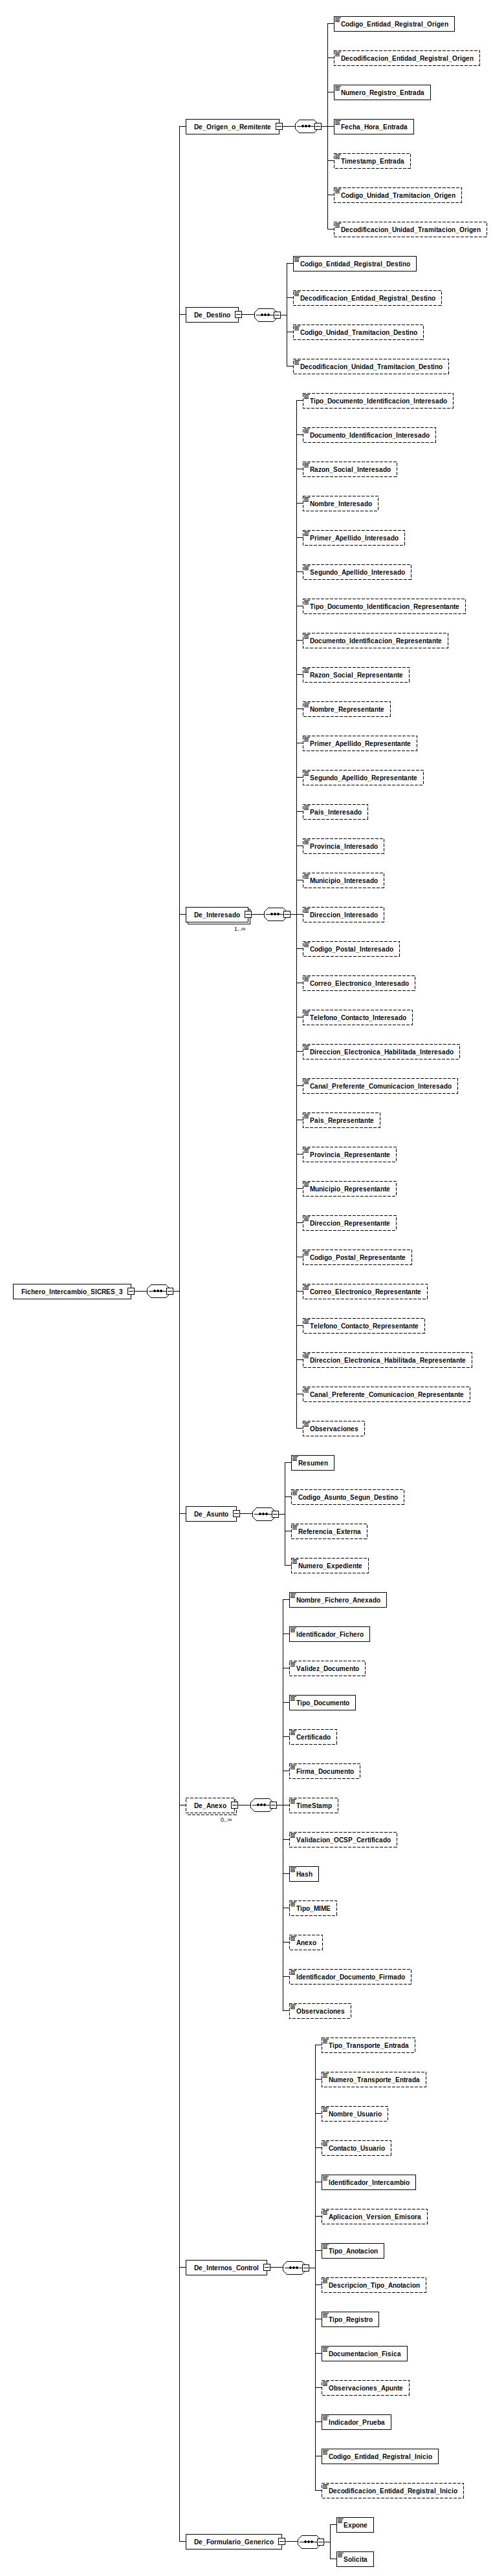 Codigo_Entidad_Registral_Origen
Decodificacion_Entidad_Registral_Origen
Numero_Registro_Entrada
De_Origen_o_Remitente
Fecha_Hora_Entrada
Timestamp_Entrada
Codigo_Unidad_Tramitacion_Origen
Decodificacion_Unidad_Tramitacion_Origen
Codigo_Entidad_Registral_Destino
Decodificacion_Entidad_Registral_Destino
De_Destino
Codigo_Unidad_Tramitacion_Destino
Decodificacion_Unidad_Tramitacion_Destino
Tipo_Documento_Identificacion_Interesado
Documento_Identificacion_Interesado
Razon_Social_Interesado
Nombre_Interesado
Primer_Apellido_Interesado
Segundo_Apellido_Interesado
Tipo_Documento_Identificacion_Representante
Documento_Identificacion_Representante
Razon_Social_Representante
Nombre_Representante
Primer_Apellido_Representante
Segundo_Apellido_Representante
Pais_Interesado
Provincia_Interesado
Municipio_Interesado
De_Interesado
1..∞
Direccion_Interesado
Codigo_Postal_Interesado
Correo_Electronico_Interesado
Telefono_Contacto_Interesado
Direccion_Electronica_Habilitada_Interesado
Canal_Preferente_Comunicacion_Interesado
Pais_Representante
Provincia_Representante
Municipio_Representante
Direccion_Representante
Codigo_Postal_Representante
Fichero_Intercambio_SICRES_3
Correo_Electronico_Representante
Telefono_Contacto_Representante
Direccion_Electronica_Habilitada_Representante
Canal_Preferente_Comunicacion_Representante
Observaciones
Resumen
Codigo_Asunto_Segun_Destino
De_Asunto
Referencia_Externa
Numero_Expediente
Nombre_Fichero_Anexado
Identificador_Fichero
Validez_Documento
Tipo_Documento
Certificado
Firma_Documento
De_Anexo
0..∞
TimeStamp
Validacion_OCSP_Certificado
Hash
Tipo_MIME
Anexo
Identificador_Documento_Firmado
Observaciones
Tipo_Transporte_Entrada
Numero_Transporte_Entrada
Nombre_Usuario
Contacto_Usuario
Identificador_Intercambio
Aplicacion_Version_Emisora
Tipo_Anotacion
De_Internos_Control
Descripcion_Tipo_Anotacion
Tipo_Registro
Documentacion_Fisica
Observaciones_Apunte
Indicador_Prueba
Codigo_Entidad_Registral_Inicio
Decodificacion_Entidad_Registral_Inicio
Expone
De_Formulario_Generico
Solicita